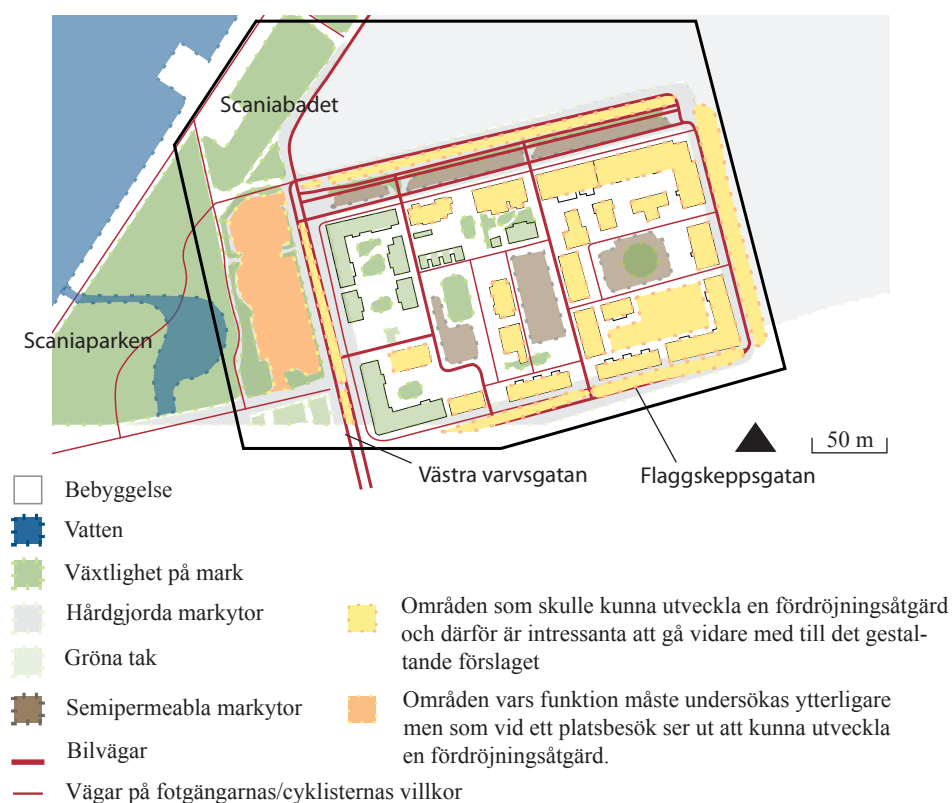 Scaniabadet
Scaniaparken
50 m
Västra varvsgatan
Flaggskeppsgatan
Bebyggelse
Vatten
Växtlighet på mark
Hårdgjorda markytor
Gröna tak
Semipermeabla markytor
Bilvägar
Vägar på fotgängarnas/cyklisternas villkor
Områden som skulle kunna utveckla en fördröjningsåtgärd
och därför är intressanta att gå vidare med till det gestal-
tande förslaget
Områden vars funktion måste undersökas ytterligare
men som vid ett platsbesök ser ut att kunna utveckla
en fördröjningsåtgärd.